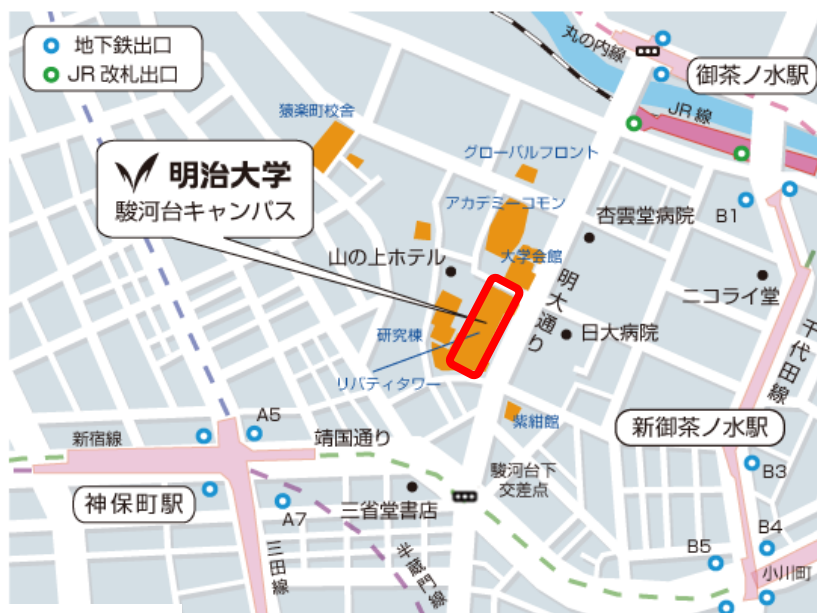 地下鉄出口
JR 改札出口
丸の内線
御茶ノ水駅
JR 線
猿楽町校舎
グローバルフロント
明治大学
駿河台キャンパス
アカデミーコモン
杏雲堂病院
B1
山の上ホテル
大学会館
明大通り
ニコライ堂
日大病院
千代田線
研究棟
リバティタワー
紫紺館
新御茶ノ水駅
A5
新宿線
靖国通り
駿河台下
交差点
B3
神保町駅
A7
三省堂書店
三田線
半蔵門線
B4
B5
小川町